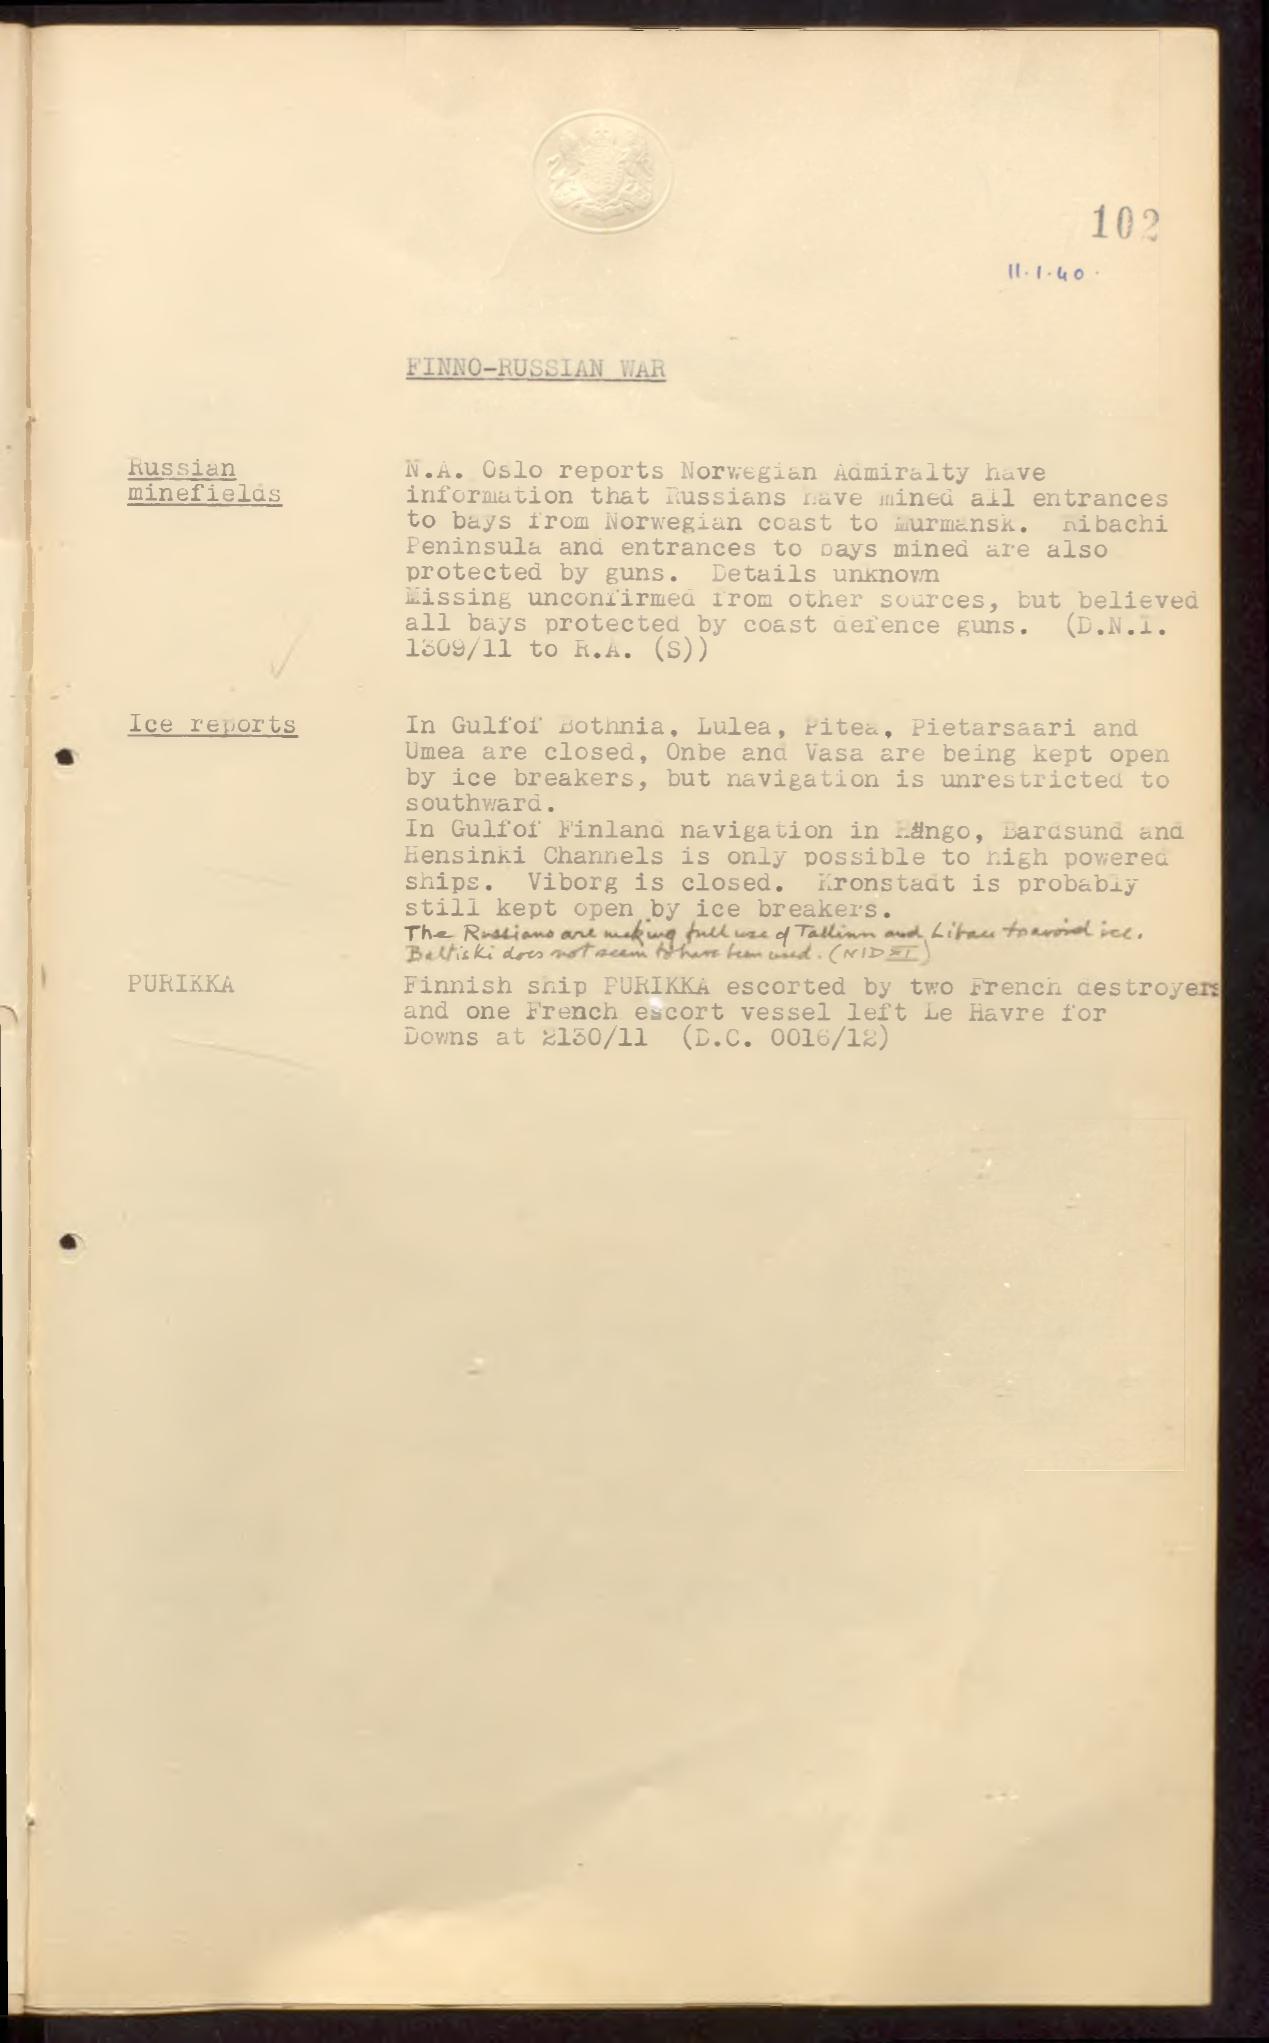 102
11.1.40.
FINNO-RUSSIAN WAR
Russian
minefields
N.A. Oslo reports Norwegian Admiralty have
information that Russians have mined all entrances
to bays from Norwegian coast to Murmansk. Ribachi
Peninsula and entrances to bays mined are also
protected by guns. Details unknown
Missing unconfirmed from other sources, but believed
all bays protected by coast defence guns. (D.N.I.
1309/11 to R.A. (S))
Ice reports
In Gulfof Bothnia, Lulea, Pitea, Pietarsaari and
Umea are closed, Onbe and Vasa are being kept open
by ice breakers, but navigation is unrestricted to
southward.
In Gulfof Finland navigation in Hango, Bardsund and
Hensinki Channels is only possible to high powered
ships. Viborg is closed. Kronstadt is probably
still kept open by ice breakers.
The Russians are making full use of Tallinn and Libau to avoid ice.
Baltiski does not seem to have been used. (NID III)
PURIKKA
Finnish ship PURIKKA escorted by two French destroyers
and one French escort vessel left Le Havre for
Downs at 2130/11 (D.C. 0016/12)